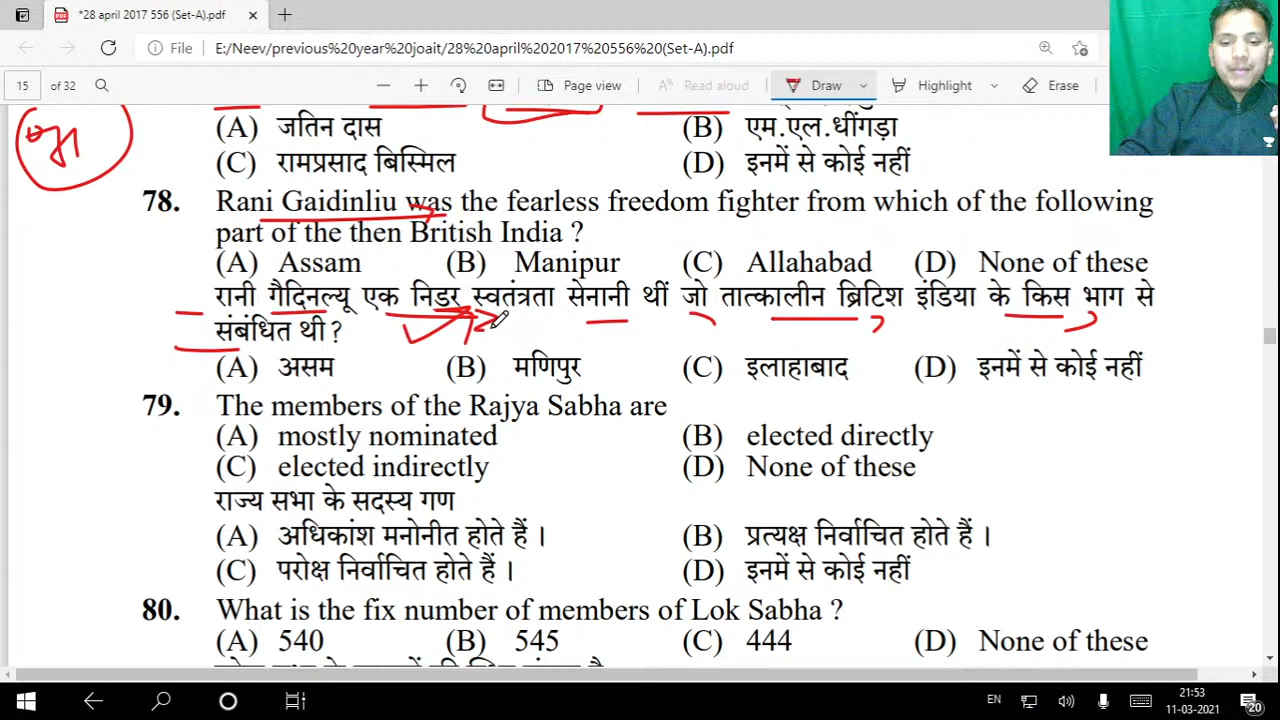 *28 april 2017 556 (Set-A).pdf
File E:/Neev/previous%20year%20joait/28%20april%202017%20556%20(Set-A).pdf
15 of 32 Page view Read aloud Draw Highlight Erase
(A) जतिन दास (B) एम.एल.धींगड़ा
(C) रामप्रसाद बिस्मिल (D) इनमें से कोई नहीं
78. Rani Gaidinliu was the fearless freedom fighter from which of the following
part of the then British India ?
(A) Assam (B) Manipur (C) Allahabad (D) None of these
रानी गैदिनल्यू एक निडर स्वतंत्रता सेनानी थीं जो तात्कालीन ब्रिटिश इंडिया के किस भाग से
संबंधित थी?
(A) असम (B) मणिपुर (C) इलाहाबाद (D) इनमें से कोई नहीं
79. The members of the Rajya Sabha are
(A) mostly nominated (B) elected directly
(C) elected indirectly (D) None of these
राज्य सभा के सदस्य गण
(A) अधिकांश मनोनीत होते हैं । (B) प्रत्यक्ष निर्वाचित होते हैं ।
(C) परोक्ष निर्वाचित होते हैं । (D) इनमें से कोई नहीं
80. What is the fix number of members of Lok Sabha ?
(A) 540 (B) 545 (C) 444 (D) None of these
EN 21:53
11-03-2021 20